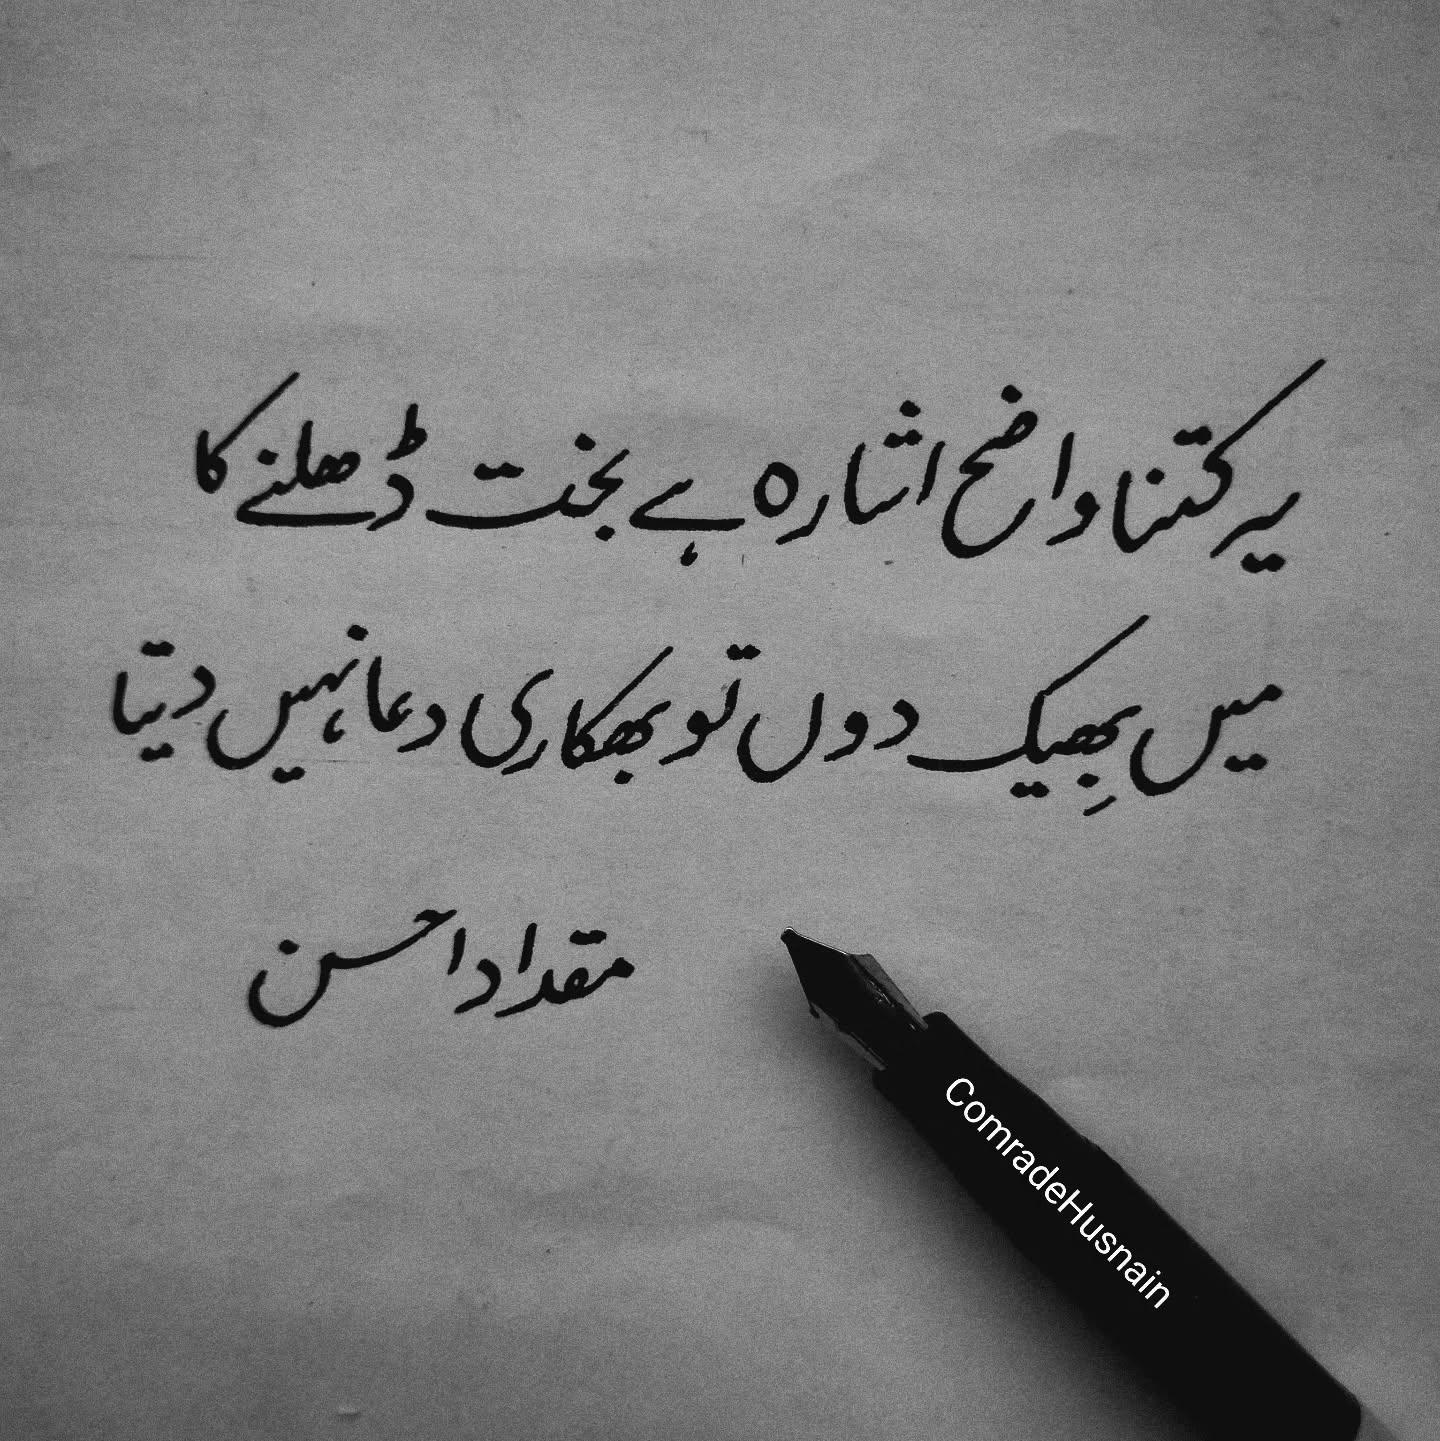 یہ کتنا واضح اشارہ ہے بخت ڈھلنے کا
میں بِھیک دوں تو بھکاری دعا نہیں دیتا
مقداد احسن
ComradeHusnain